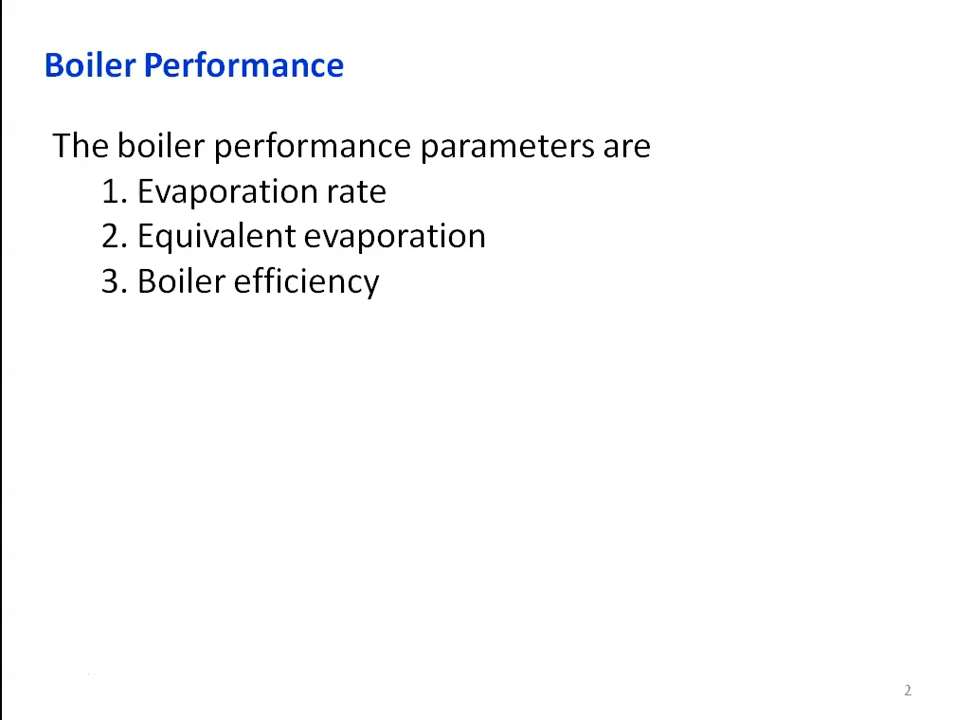 Boiler Performance
The boiler performance parameters are
1. Evaporation rate
2. Equivalent evaporation
3. Boiler efficiency
2